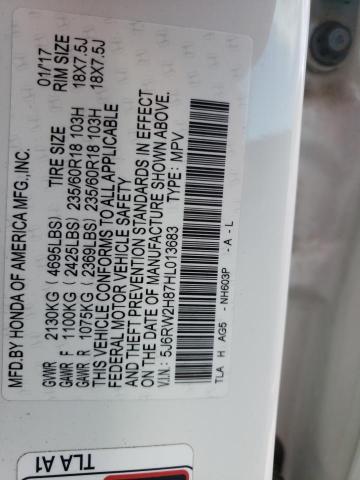 MFD.BY HONDA OF AMERICA MFG.,INC. 01/17
TIRE SIZE RIM SIZE
GVWR 2130KG ( 4695LBS)
GAWR F 1100KG ( 2425LBS) 235/60R18 103H 18X7.5J
GAWR R 1075KG ( 2369LBS) 235/60R18 103H 18X7.5J
THIS VEHICLE CONFORMS TO ALL APPLICABLE
FEDERAL MOTOR VEHICLE SAFETY
AND THEFT PREVENTION STANDARDS IN EFFECT
ON THE DATE OF MANUFACTURE SHOWN ABOVE.
V.I.N.: 5J6RW2H87HL013683 TYPE: MPV
TLA H AG5 - NH603P - A - L
TLA A1